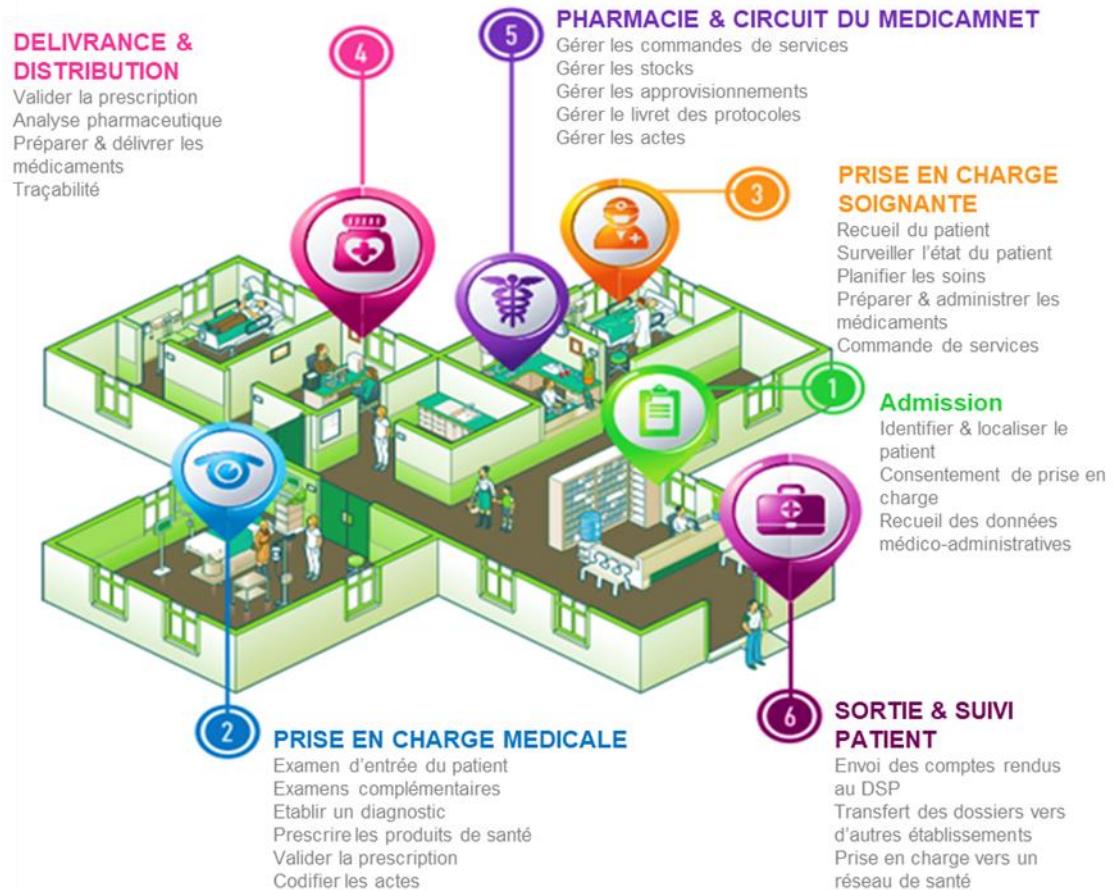 DELIVRANCE &
DISTRIBUTION
Valider la prescription
Analyse pharmaceutique
Préparer & délivrer les
médicaments
Traçabilité
4
5
PHARMACIE & CIRCUIT DU MEDICAMNET
Gérer les commandes de services
Gérer les stocks
Gérer les approvisionnements
Gérer le livret des protocoles
Gérer les actes
3
PRISE EN CHARGE
SOIGNANTE
Recueil du patient
Surveiller l'état du patient
Planifier les soins
Préparer & administrer les
médicaments
Commande de services
1
Admission
Identifier & localiser le
patient
Consentement de prise en
charge
Recueil des données
médico-administratives
2
PRISE EN CHARGE MEDICALE
Examen d'entrée du patient
Examens complémentaires
Etablir un diagnostic
Prescrire les produits de santé
Valider la prescription
Codifier les actes
6
SORTIE & SUIVI
PATIENT
Envoi des comptes rendus
au DSP
Transfert des dossiers vers
d'autres établissements
Prise en charge vers un
réseau de santé